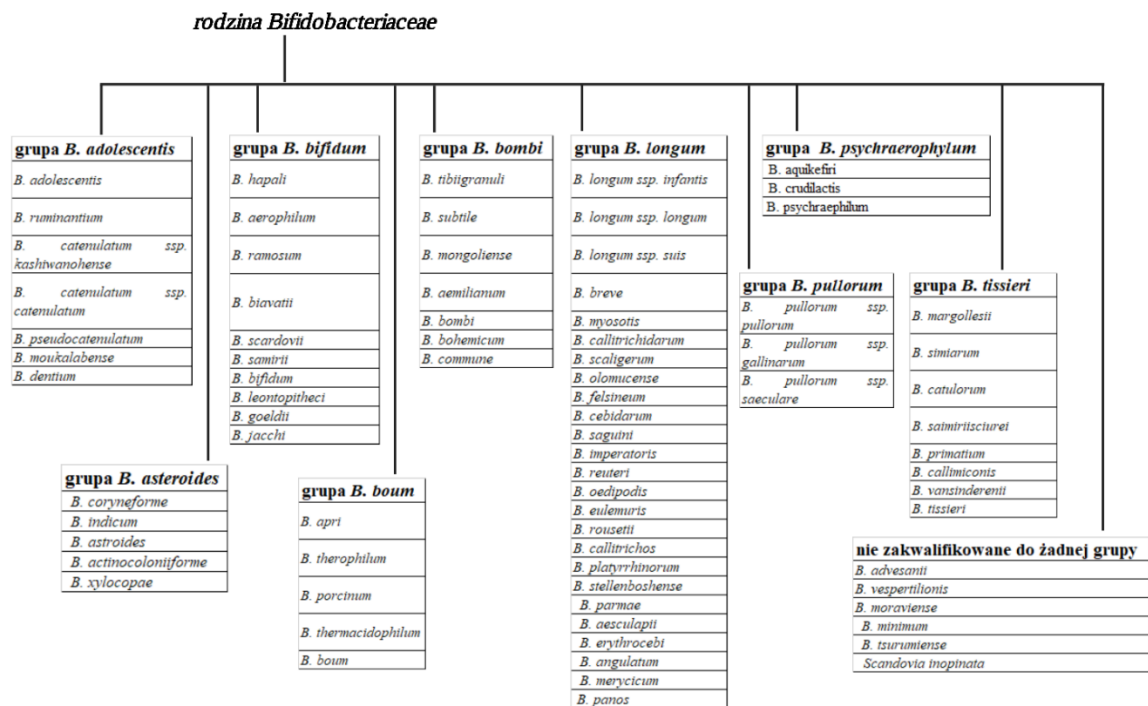 rodzina Bifidobacteriaceae
grupa B. adolescentis
B. adolescentis
B. ruminantium
B. catenulatum ssp.
kashiwanohense
B. catenulatum ssp.
catenulatum
B. pseudocatenulatum
B. moukalabense
B. dentium
grupa B. bifidum
B. hapali
B. aerophilum
B. ramosum
B. biavatii
B. scardovii
B. samirii
B. bifidum
B. leontopitheci
B. goeldii
B. jacchi
grupa B. bombi
B. tibiigranuli
B. subtile
B. mongoliense
B. aemilianum
B. bombi
B. bohemicum
B. commune
grupa B. longum
B. longum ssp. infantis
B. longum ssp. longum
B. longum ssp. suis
B. breve
B. myosotis
B. callitrichidarum
B. scaligerum
B. olomucense
B. felsineum
B. cebidarum
B. saguini
B. imperatoris
B. reuteri
B. oedipodis
B. eulemuris
B. rousetii
B. callitrichos
B. platyrrhinorum
B. stellenboshense
B. parmae
B. aesculapii
B. erythrocebi
B. angulatum
B. merycicum
B. panos
grupa B. psychraerophylum
B. aquikefiri
B. crudilactis
B. psychraephilum
grupa B. pullorum
B. pullorum ssp.
pullorum
B. pullorum ssp.
gallinarum
B. pullorum ssp.
saeculare
grupa B. tissieri
B. margollesii
B. simiarum
B. catulorum
B. saimiriisciurei
B. primatium
B. callimiconis
B. vansinderenii
B. tissieri
grupa B. asteroides
B. coryneforme
B. indicum
B. astroides
B. actinocoloniiforme
B. xylocopae
grupa B. boum
B. apri
B. therophilum
B. porcinum
B. thermacidophilum
B. boum
nie zakwalifikowane do żadnej grupy
B. advesanii
B. vespertilionis
B. moraviense
B. minimum
B. tsurumiense
Scandovia inopinata